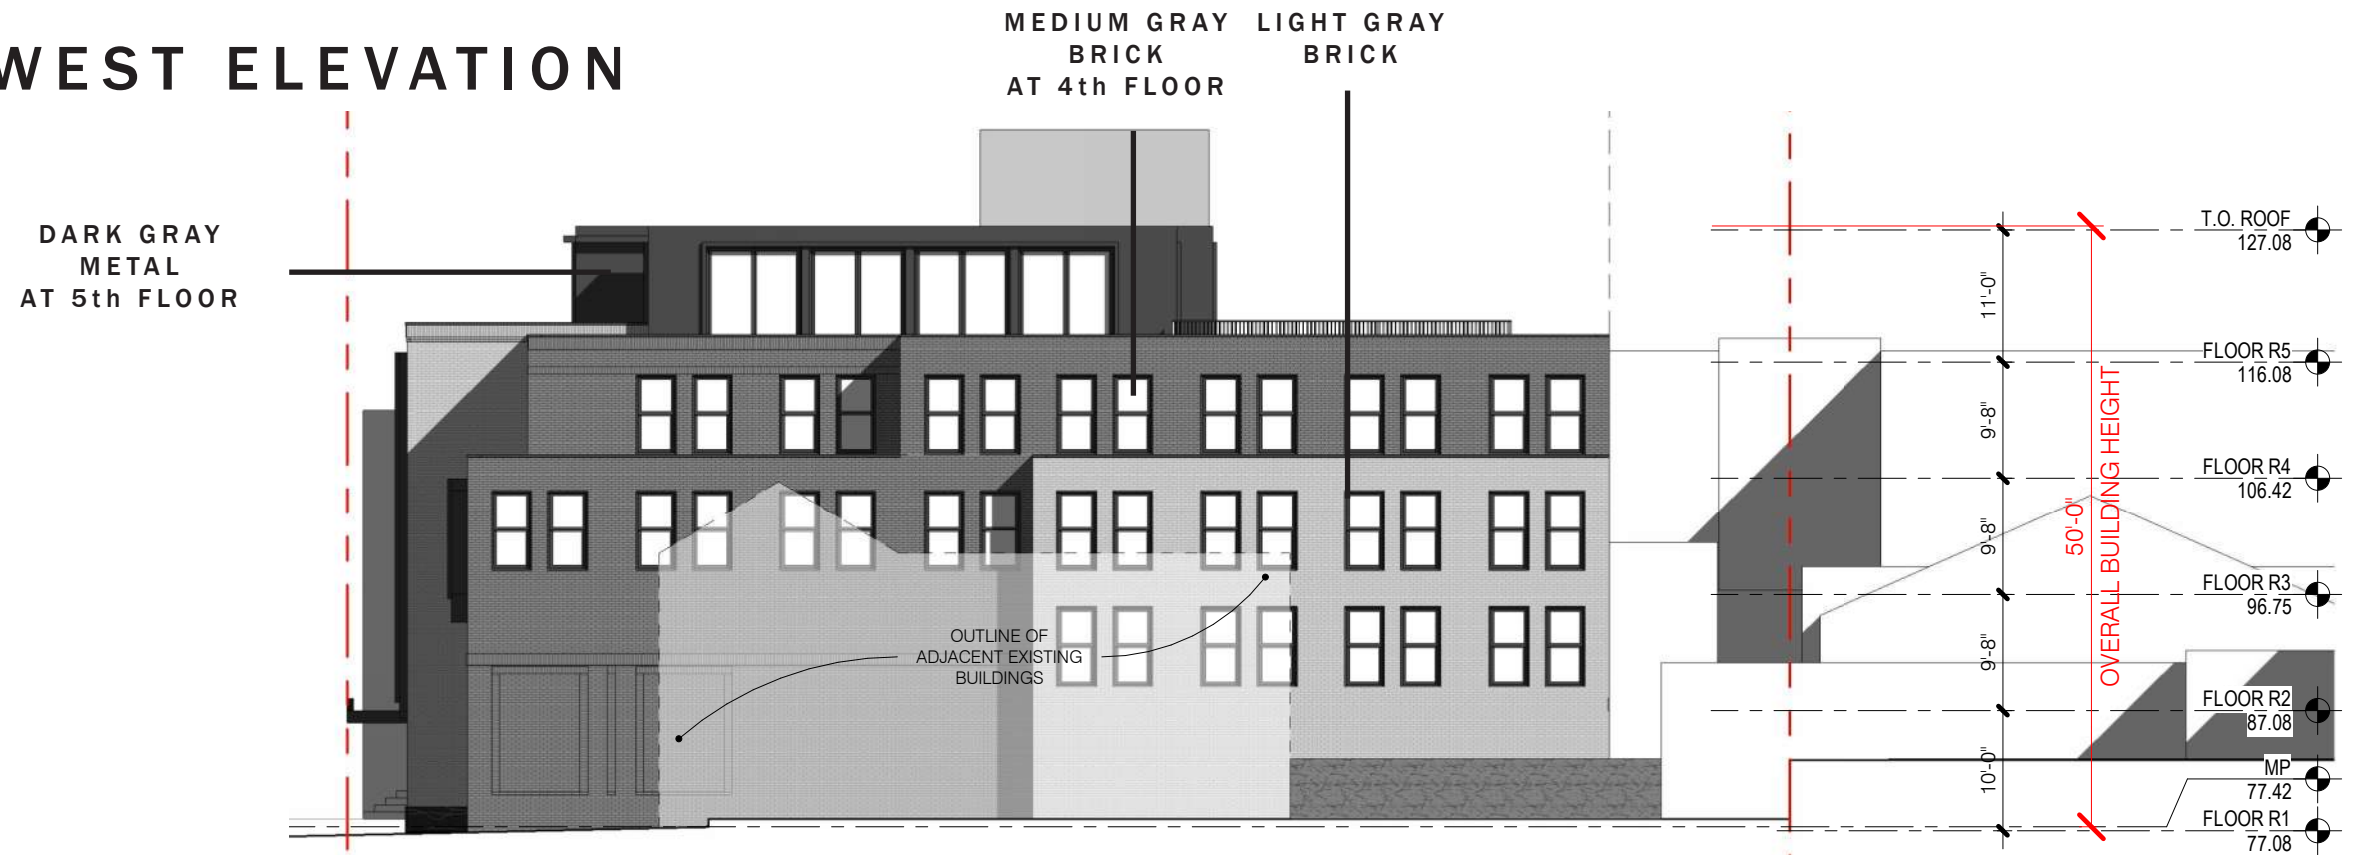 WEST ELEVATION
MEDIUM GRAY
BRICK
AT 4th FLOOR
LIGHT GRAY
BRICK
DARK GRAY
METAL
AT 5th FLOOR
OUTLINE OF
ADJACENT EXISTING
BUILDINGS
11'-0"
9'-8"
9'-8"
9'-8"
10'-0"
50'-0"
OVERALL BUILDING HEIGHT
T.O. ROOF
127.08
FLOOR R5
116.08
FLOOR R4
106.42
FLOOR R3
96.75
FLOOR R2
87.08
MP
77.42
FLOOR R1
77.08